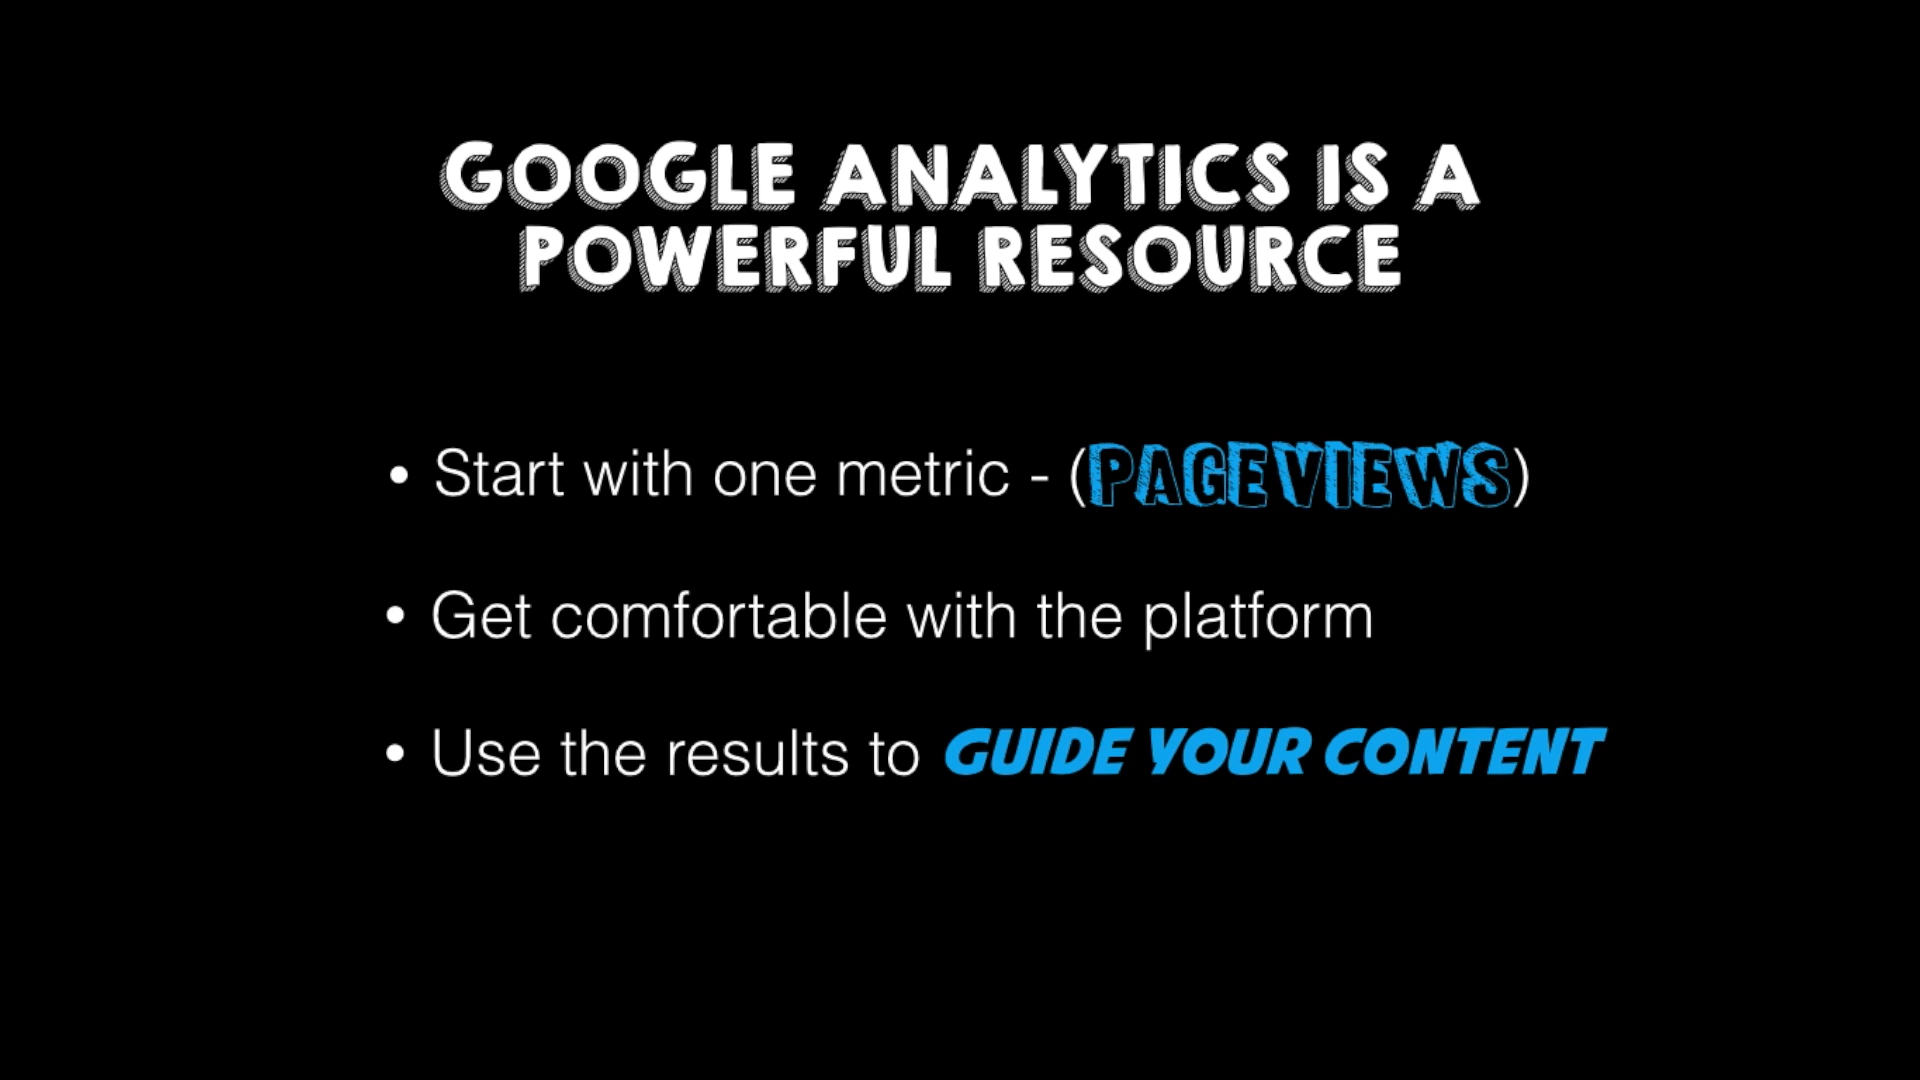 GOOGLE ANALYTICS IS A
POWERFUL RESOURCE
• Start with one metric - (PAGEVIEWS)
• Get comfortable with the platform
• Use the results to GUIDE YOUR CONTENT